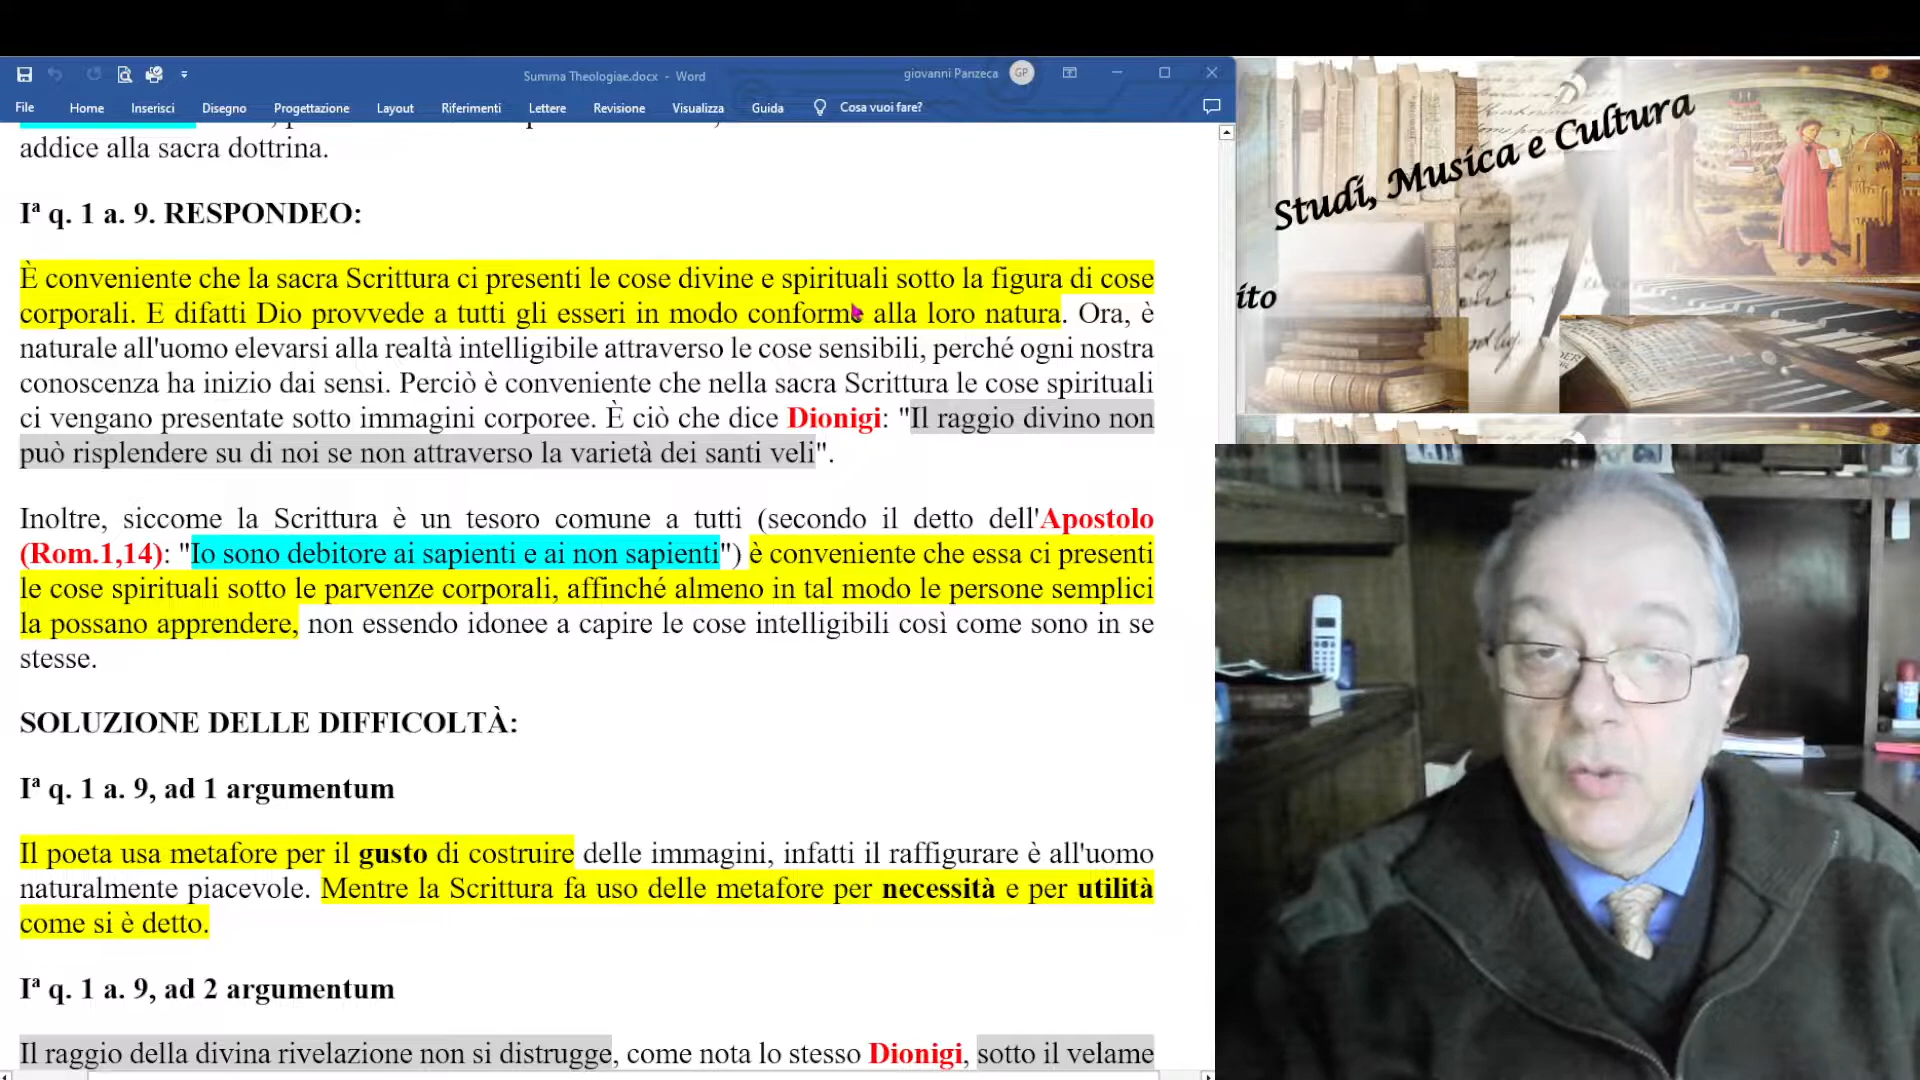 Summa Theologiae.docx - Word
giovanni Panzeca GP
File Home Inserisci Disegno Progettazione Layout Riferimenti Lettere Revisione Visualizza Guida Cosa vuoi fare?
addice alla sacra dottrina.
Iª q. 1 a. 9. RESPONDEO:
È conveniente che la sacra Scrittura ci presenti le cose divine e spirituali sotto la figura di cose
corporali. E difatti Dio provvede a tutti gli esseri in modo conforme alla loro natura. Ora, è
naturale all'uomo elevarsi alla realtà intelligibile attraverso le cose sensibili, perché ogni nostra
conoscenza ha inizio dai sensi. Perciò è conveniente che nella sacra Scrittura le cose spirituali
ci vengano presentate sotto immagini corporee. È ciò che dice Dionigi: "Il raggio divino non
può risplendere su di noi se non attraverso la varietà dei santi veli".
Inoltre, siccome la Scrittura è un tesoro comune a tutti (secondo il detto dell'Apostolo
(Rom.1,14): "Io sono debitore ai sapienti e ai non sapienti") è conveniente che essa ci presenti
le cose spirituali sotto le parvenze corporali, affinché almeno in tal modo le persone semplici
la possano apprendere, non essendo idonee a capire le cose intelligibili così come sono in se
stesse.
SOLUZIONE DELLE DIFFICOLTÀ:
Iª q. 1 a. 9, ad 1 argumentum
Il poeta usa metafore per il gusto di costruire delle immagini, infatti il raffigurare è all'uomo
naturalmente piacevole. Mentre la Scrittura fa uso delle metafore per necessità e per utilità
come si è detto.
Iª q. 1 a. 9, ad 2 argumentum
Il raggio della divina rivelazione non si distrugge, come nota lo stesso Dionigi, sotto il velame
Studi, Musica e Cultura
ito